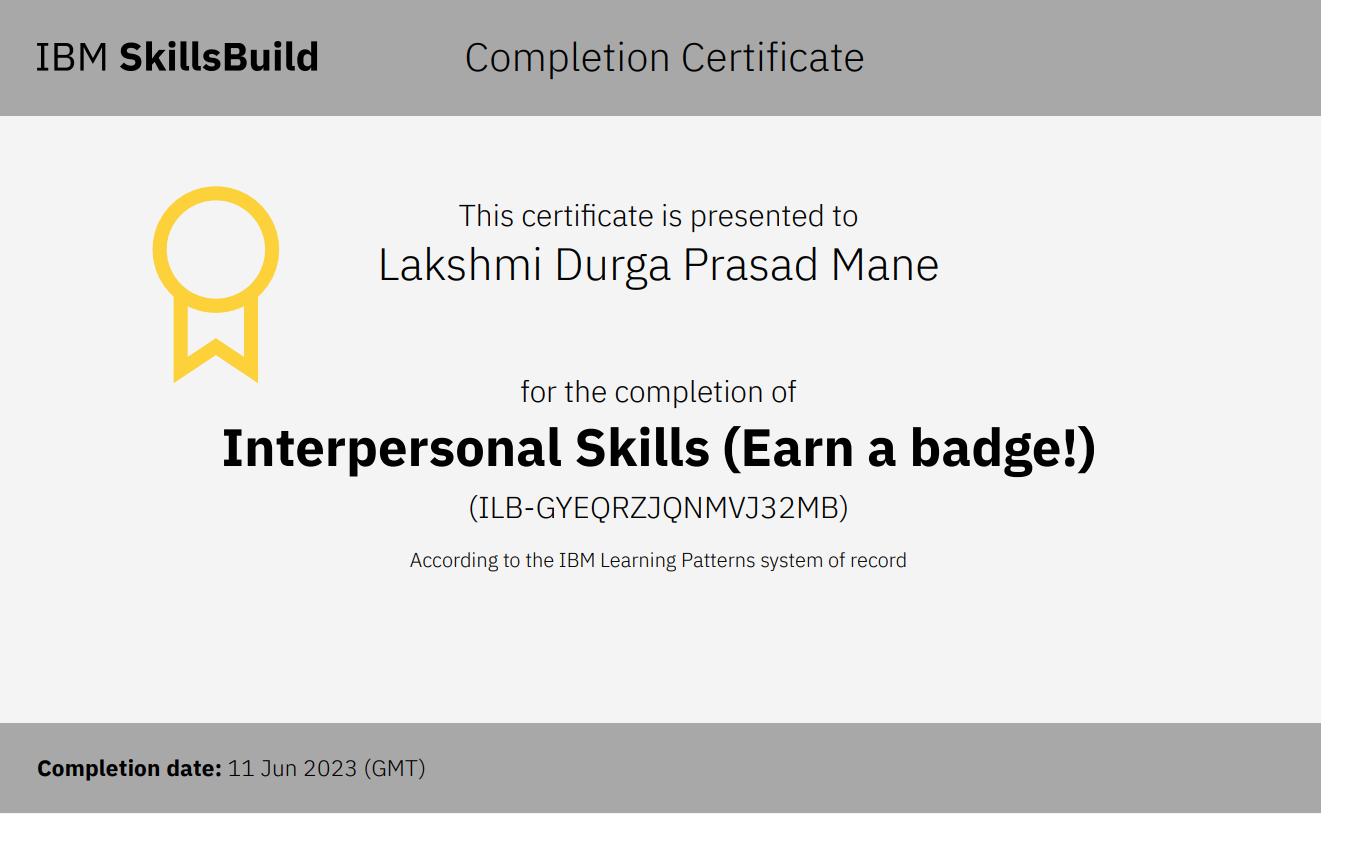 IBM SkillsBuild
Completion Certificate
This certificate is presented to
Lakshmi Durga Prasad Mane
for the completion of
Interpersonal Skills (Earn a badge!)
(ILB-GYEQRZJQNMVJ32MB)
According to the IBM Learning Patterns system of record
Completion date: 11 Jun 2023 (GMT)